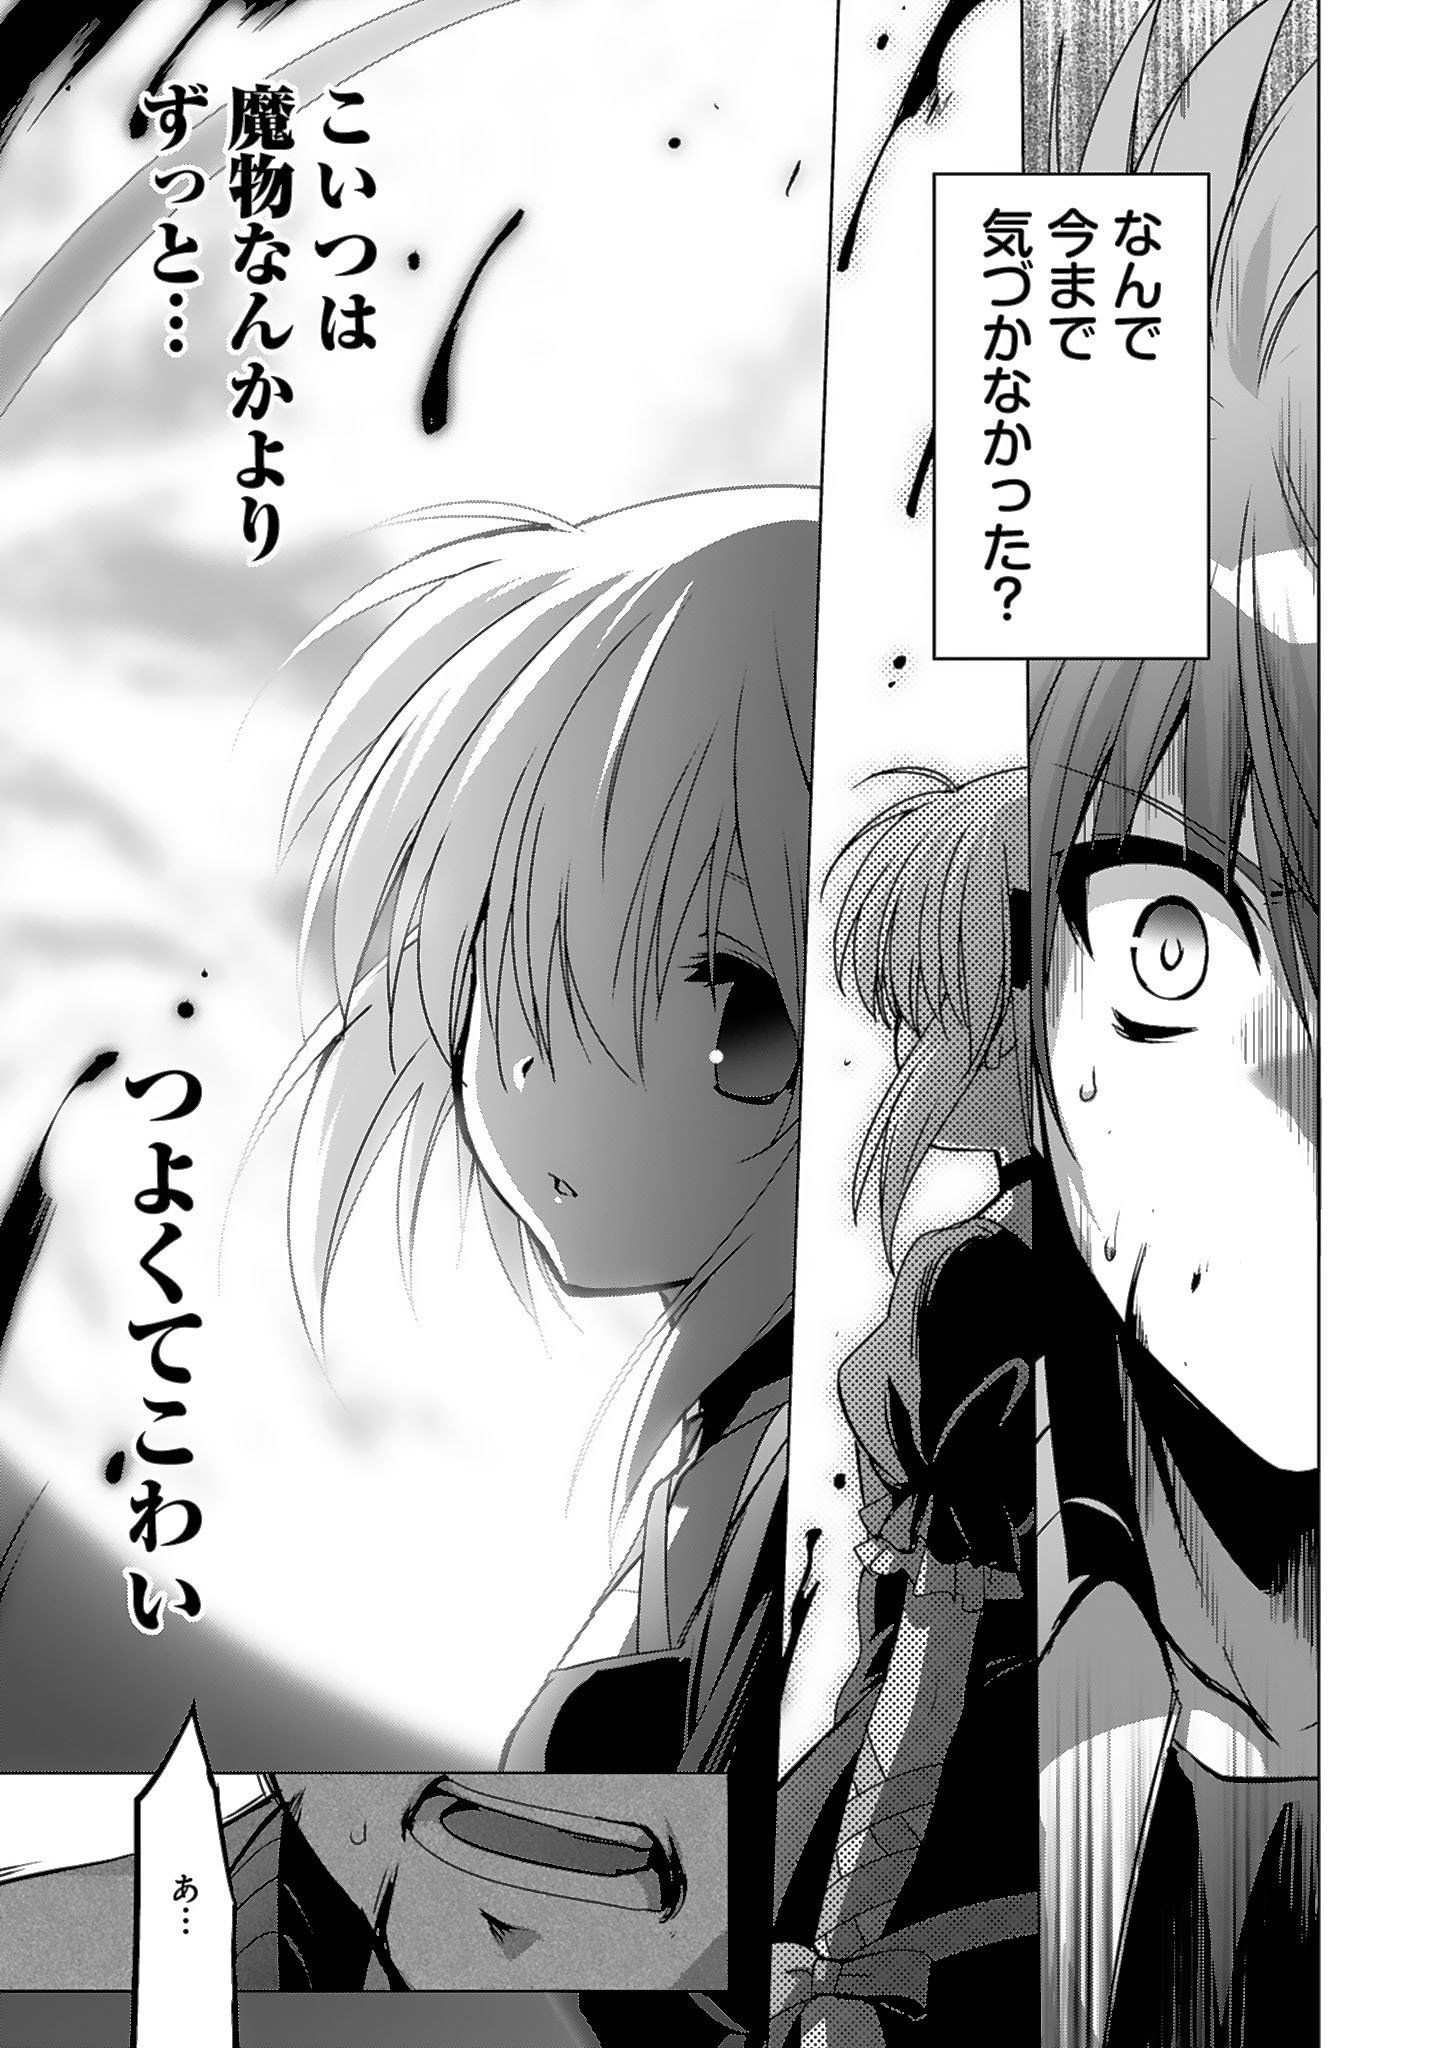 なんで
今まで
気づかなかった？
こいつは
魔物なんかより
ずっと…
つよくてこわい
あ…